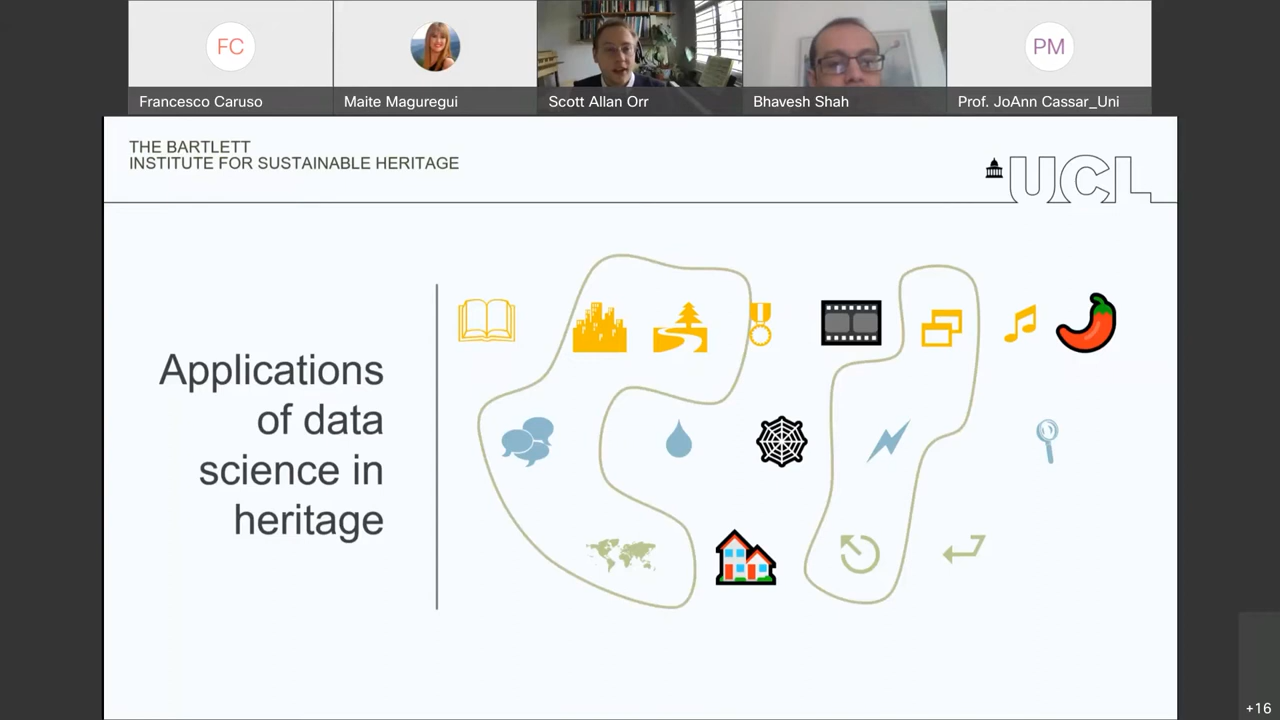 FC
PM
Francesco Caruso
Maite Maguregui
Scott Allan Orr
Bhavesh Shah
Prof. JoAnn Cassar_Uni
THE BARTLETT
INSTITUTE FOR SUSTAINABLE HERITAGE
UCL
Applications
of data
science in
heritage
+16